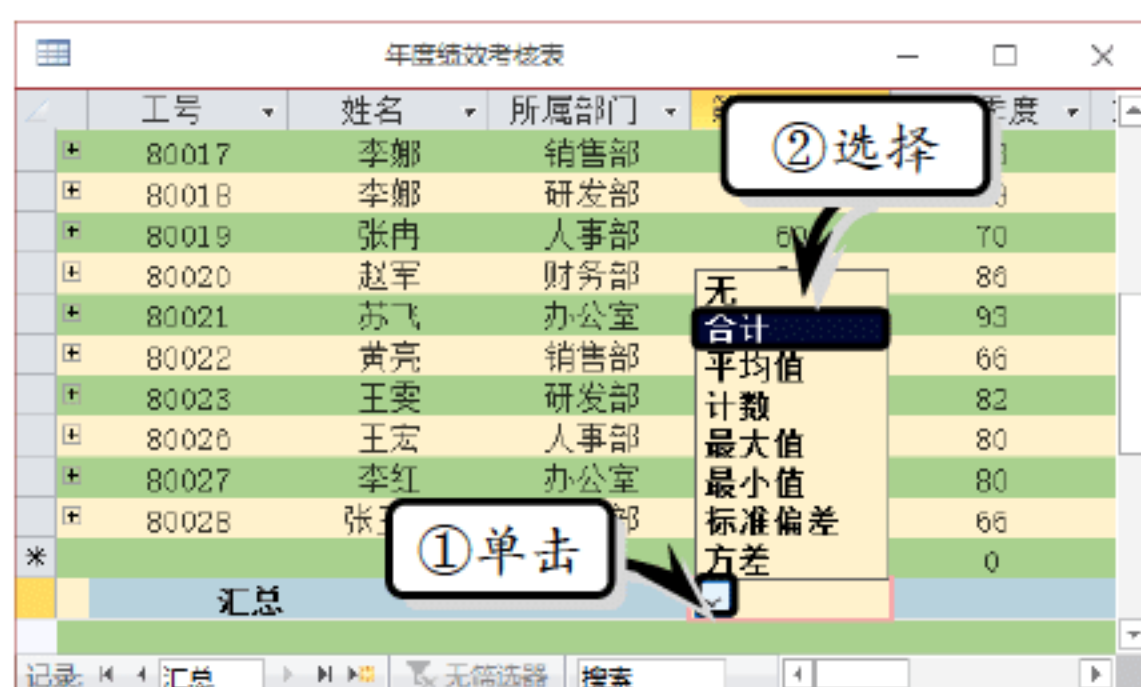 年度绩效考核表
工号 姓名 所属部门 季度
②选择
80017 李娜 销售部
80018 李娜 研发部
80019 张冉 人事部 60 70
80020 赵军 财务部 86
80021 苏飞 办公室 93
80022 黄亮 销售部 66
80023 王雯 研发部 82
80026 王宏 人事部 80
80027 李红 办公室 80
80028 张 部 66
无
合计
平均值
计数
最大值
最小值
标准偏差
方差
①单击
* 0
汇总
记录: 汇总 无筛选器 搜索